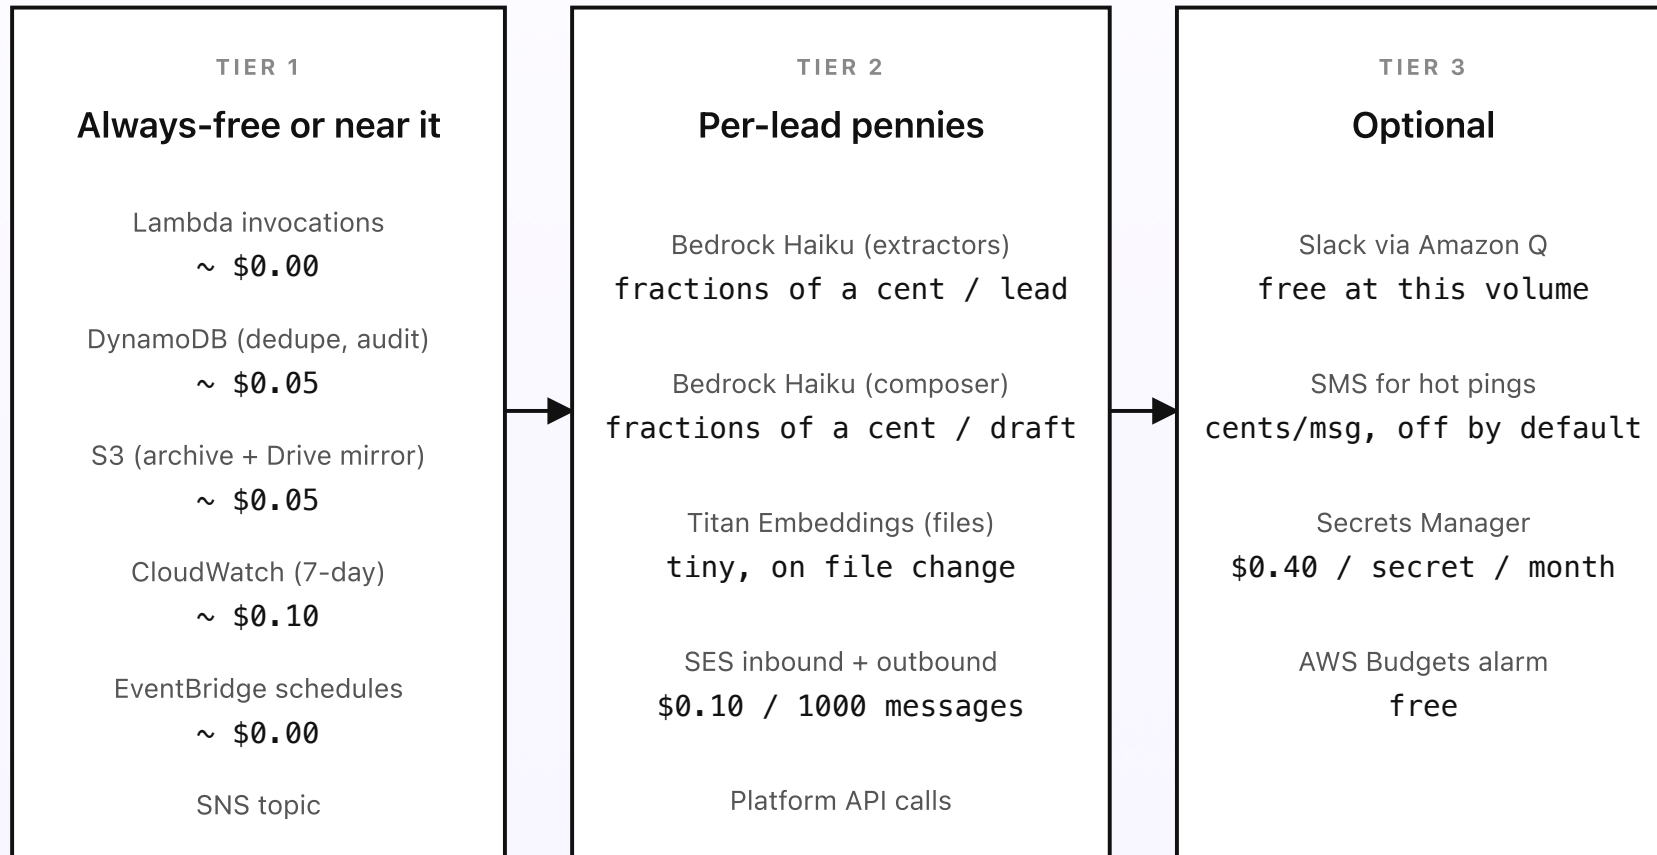 TIER 1
Always-free or near it
Lambda invocations
~ $0.00
DynamoDB (dedupe, audit)
~ $0.05
S3 (archive + Drive mirror)
~ $0.05
CloudWatch (7-day)
~ $0.10
EventBridge schedules
~ $0.00
SNS topic
TIER 2
Per-lead pennies
Bedrock Haiku (extractors)
fractions of a cent / lead
Bedrock Haiku (composer)
fractions of a cent / draft
Titan Embeddings (files)
tiny, on file change
SES inbound + outbound
$0.10 / 1000 messages
Platform API calls
TIER 3
Optional
Slack via Amazon Q
free at this volume
SMS for hot pings
cents/msg, off by default
Secrets Manager
$0.40 / secret / month
AWS Budgets alarm
free